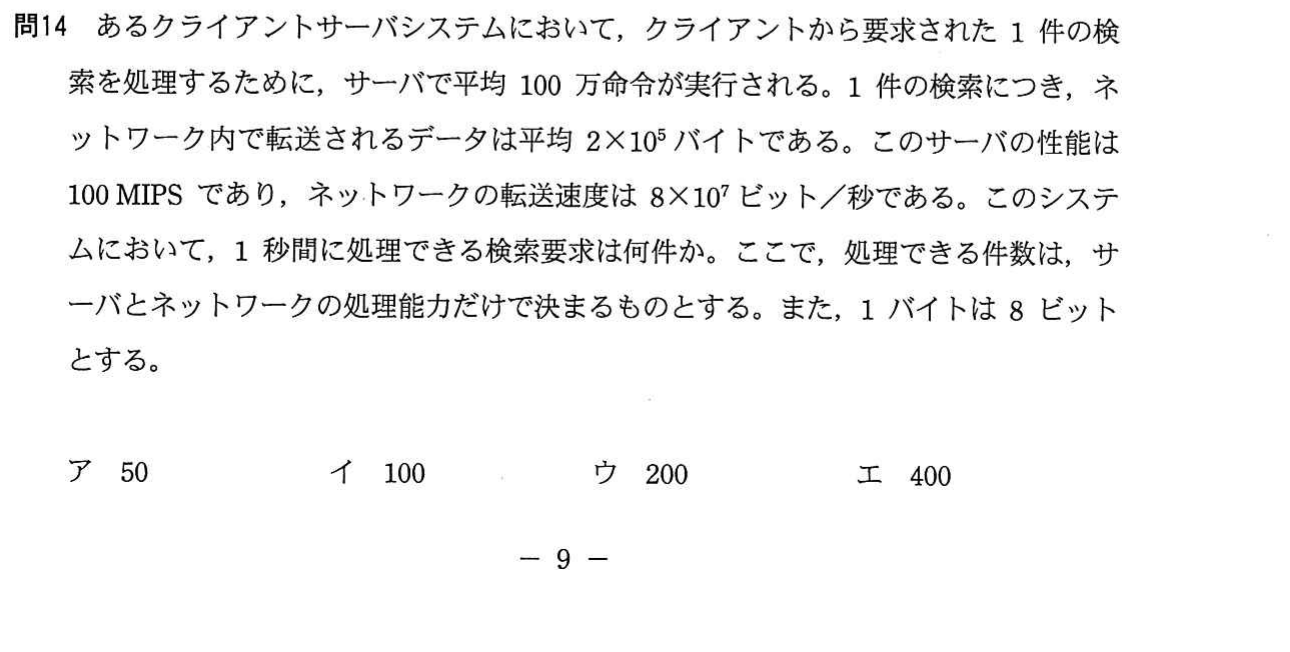 問14 あるクライアントサーバシステムにおいて，クライアントから要求された 1 件の検
索を処理するために，サーバで平均 100 万命令が実行される。1 件の検索につき，ネ
ットワーク内で転送されるデータは平均 2×10⁵ バイトである。このサーバの性能は
100 MIPS であり，ネットワークの転送速度は 8×10⁷ ビット／秒である。このシステ
ムにおいて，1 秒間に処理できる検索要求は何件か。ここで，処理できる件数は，サ
ーバとネットワークの処理能力だけで決まるものとする。また，1 バイトは 8 ビット
とする。
ア 50 イ 100 ウ 200 エ 400
－ 9 －